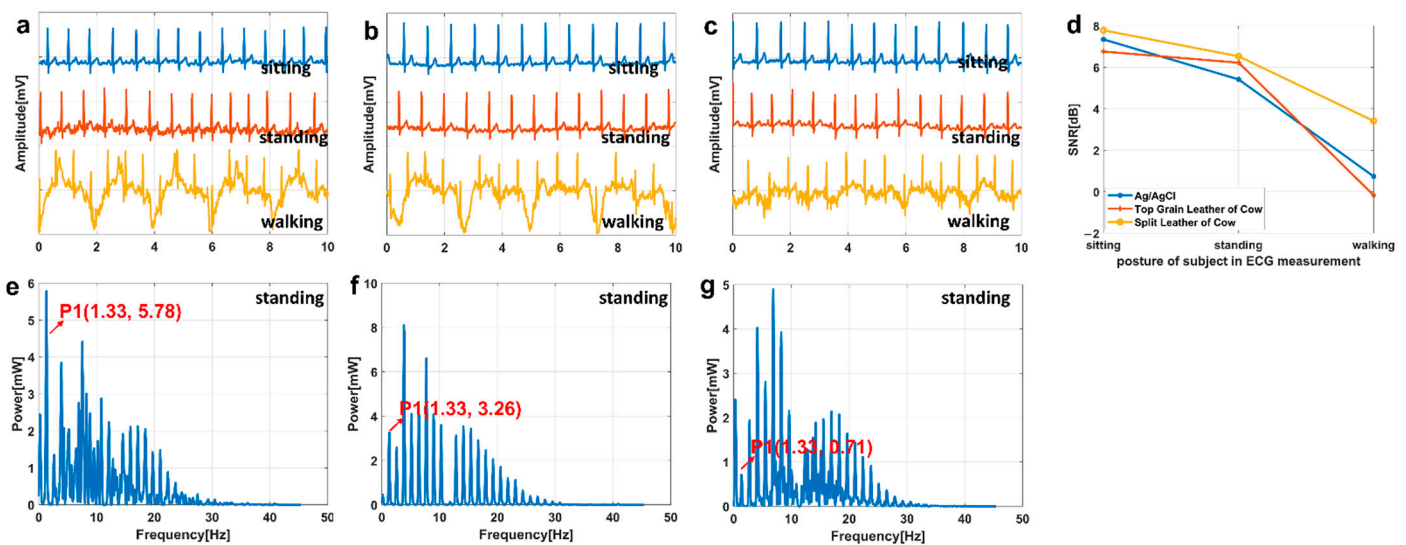 a
Amplitude[mV]
sitting
standing
walking
0 2 4 6 8 10
b
Amplitude[mV]
sitting
standing
walking
0 2 4 6 8 10
c
Amplitude[mV]
sitting
standing
walking
0 2 4 6 8 10
d
8
6
4
2
0
−2
SNR[dB]
Ag/AgCl
Top Grain Leather of Cow
Split Leather of Cow
sitting standing walking
posture of subject in ECG measurement
e
standing
P1(1.33, 5.78)
6
5
4
3
2
1
0
Power[mW]
0 10 20 30 40 50
Frequency[Hz]
f
standing
P1(1.33, 3.26)
10
8
6
4
2
0
Power[mW]
0 10 20 30 40 50
Frequency[Hz]
g
standing
P1(1.33, 0.71)
5
4
3
2
1
0
Power[mW]
0 10 20 30 40 50
Frequency[Hz]